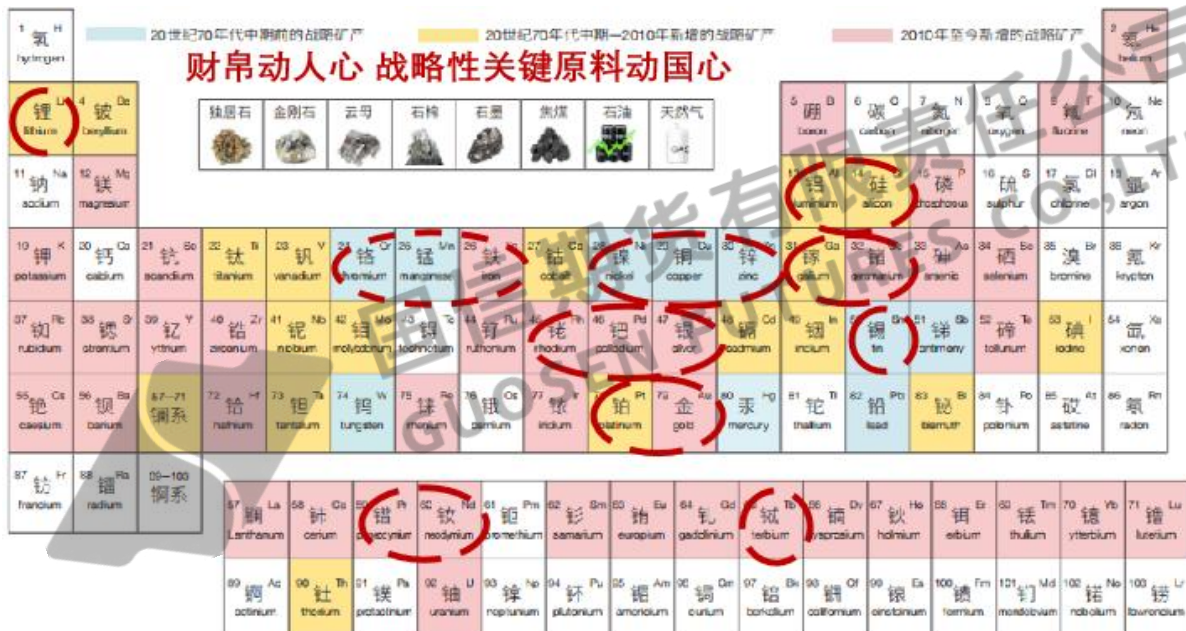 20世纪70年代中期前的战略矿产
20世纪70年代中期—2010年新增的战略矿产
2010年至今新增的战略矿产
财帛动人心 战略性关键原料动国心
独居石 金刚石 云母 石棉 石墨 焦煤 石油 天然气
1 氢 H hydrogen
2 氦 He helium
锂 Li lithium
4 铍 Be beryllium
5 硼 B boron
6 碳 C carbon
7 氮 N nitrogen
氧 O oxygen
氟 F fluorine
10 氖 Ne neon
11 钠 Na sodium
12 镁 Mg magnesium
13 铝 Al aluminium
14 硅 Si silicon
15 磷 P phosphorus
16 硫 S sulphur
17 氯 Cl chlorine
氩 Ar argon
19 钾 K potassium
20 钙 Ca calcium
21 钪 Sc scandium
22 钛 Ti titanium
23 钒 V vanadium
24 铬 Cr chromium
25 锰 Mn manganese
26 铁 iron
27 钴 Co cobalt
28 镍 nickel
29 铜 Cu copper
30 锌 zinc
31 镓 Ga gallium
32 锗 germanium
33 砷 As arsenic
34 硒 Se selenium
35 溴 Br bromine
氪 Kr krypton
37 铷 Rb rubidium
38 锶 Sr strontium
39 钇 Y yttrium
40 锆 Zr zirconium
41 铌 Nb niobium
42 钼 Mo molybdenum
43 锝 Tc technetium
44 钌 Ru ruthenium
45 铑 Rh rhodium
46 钯 Pd palladium
47 银 silver
48 镉 Cd cadmium
49 铟 In indium
锡 Sn tin
51 锑 Sb antimony
52 碲 Te tellurium
53 碘 I iodine
54 氙 Xe xenon
55 铯 Cs caesium
56 钡 Ba barium
57—71 镧系
72 铪 Hf hafnium
73 钽 Ta tantalum
74 钨 W tungsten
75 铼 Re rhenium
76 锇 Os osmium
77 铱 Ir iridium
铂 Pt platinum
79 金 Au gold
80 汞 Hg mercury
81 铊 Tl thallium
82 铅 Pb lead
83 铋 Bi bismuth
84 钋 Po polonium
85 砹 At astatine
86 氡 Rn radon
87 钫 Fr francium
88 镭 Ra radium
89—103 锕系
57 镧 La Lanthanum
58 铈 Ce cerium
59 镨 Pr praseodymium
60 钕 Nd neodymium
61 钷 Pm promethium
62 钐 Sm samarium
63 铕 Eu europium
64 钆 Gd gadolinium
65 铽 Tb terbium
66 镝 Dy dysprosium
67 钬 Ho holmium
68 铒 Er erbium
69 铥 Tm thulium
70 镱 Yb ytterbium
71 镥 Lu lutetium
89 锕 Ac actinium
90 钍 Th thorium
91 镤 Pa protactinium
92 铀 U uranium
93 镎 Np neptunium
94 钚 Pu plutonium
95 镅 Am americium
96 锔 Cm curium
97 锫 Bk berkelium
98 锎 Cf californium
99 锿 Es einsteinium
100 镄 Fm fermium
101 钔 Md mendelevium
102 锘 No nobelium
103 铹 Lr lawrencium
国信期货有限责任公司
GUOSEN FUTURES CO.,LT